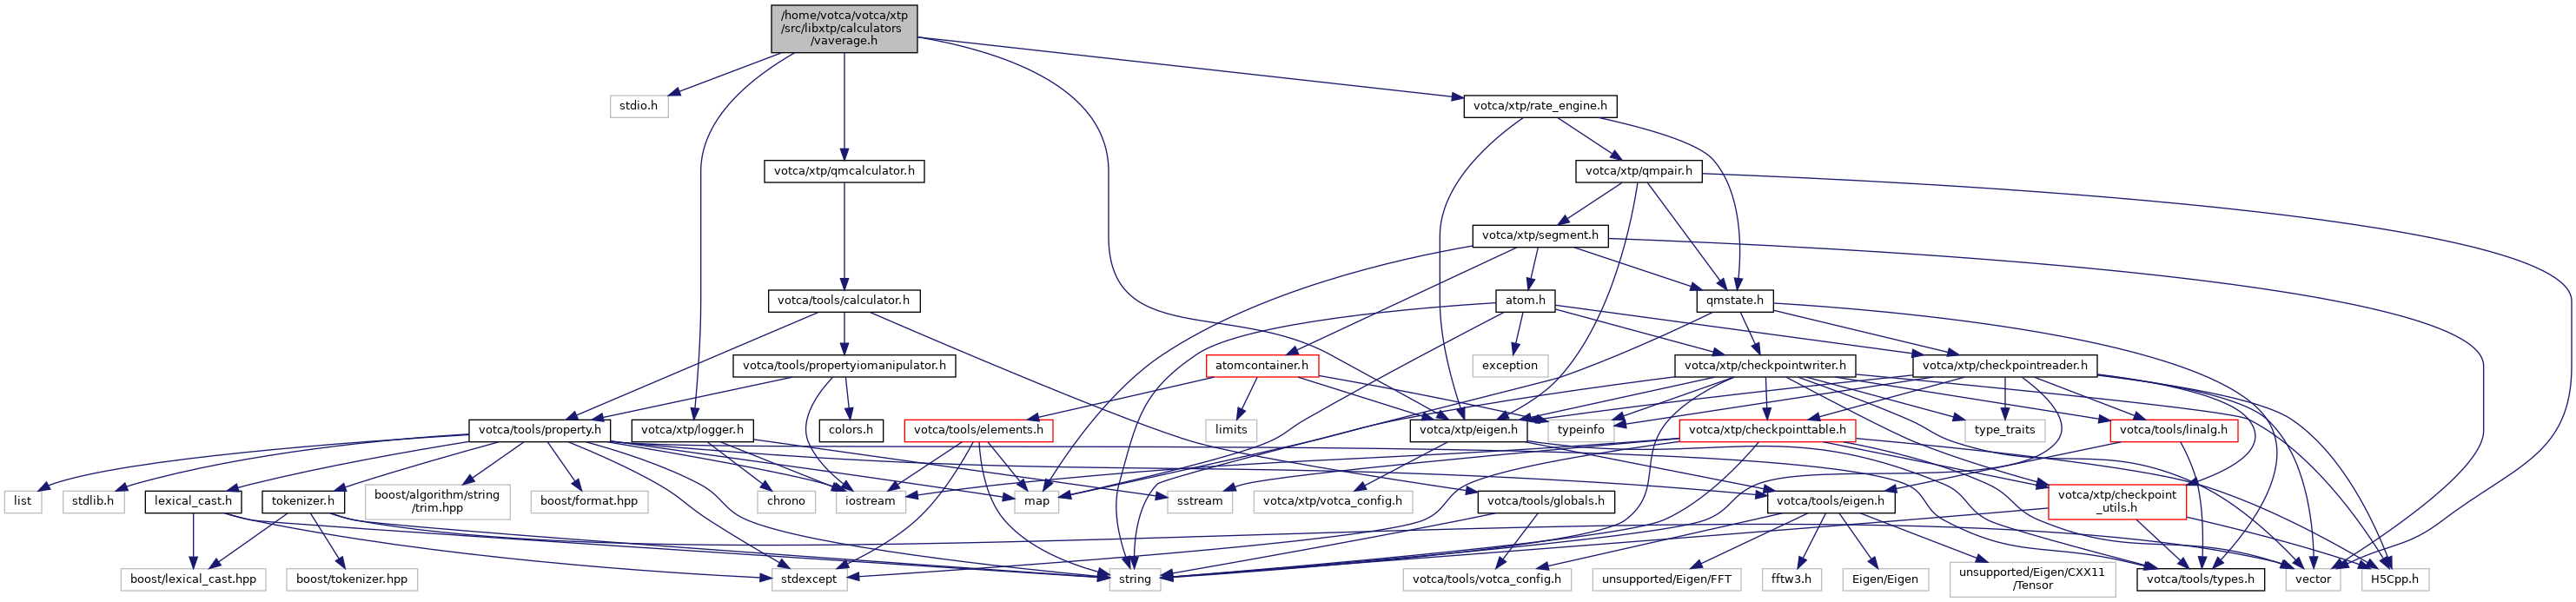 /home/votca/votca/xtp
/src/libxtp/calculators
/vaverage.h
stdio.h
votca/xtp/rate_engine.h
votca/xtp/qmcalculator.h
votca/xtp/qmpair.h
votca/xtp/segment.h
votca/tools/calculator.h
atom.h
qmstate.h
votca/tools/propertyiomanipulator.h
atomcontainer.h
exception
votca/xtp/checkpointwriter.h
votca/xtp/checkpointreader.h
votca/tools/property.h
votca/xtp/logger.h
colors.h
votca/tools/elements.h
limits
votca/xtp/eigen.h
typeinfo
votca/xtp/checkpointtable.h
type_traits
votca/tools/linalg.h
list
stdlib.h
lexical_cast.h
tokenizer.h
boost/algorithm/string
/trim.hpp
boost/format.hpp
chrono
iostream
map
sstream
votca/xtp/votca_config.h
votca/tools/globals.h
votca/tools/eigen.h
votca/xtp/checkpoint
_utils.h
boost/lexical_cast.hpp
boost/tokenizer.hpp
stdexcept
string
votca/tools/votca_config.h
unsupported/Eigen/FFT
fftw3.h
Eigen/Eigen
unsupported/Eigen/CXX11
/Tensor
votca/tools/types.h
vector
H5Cpp.h